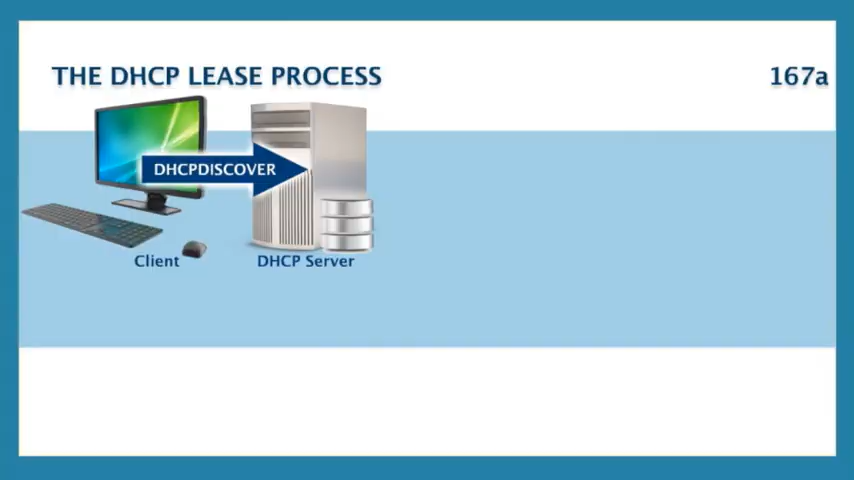 THE DHCP LEASE PROCESS
167a
DHCPDISCOVER
Client
DHCP Server